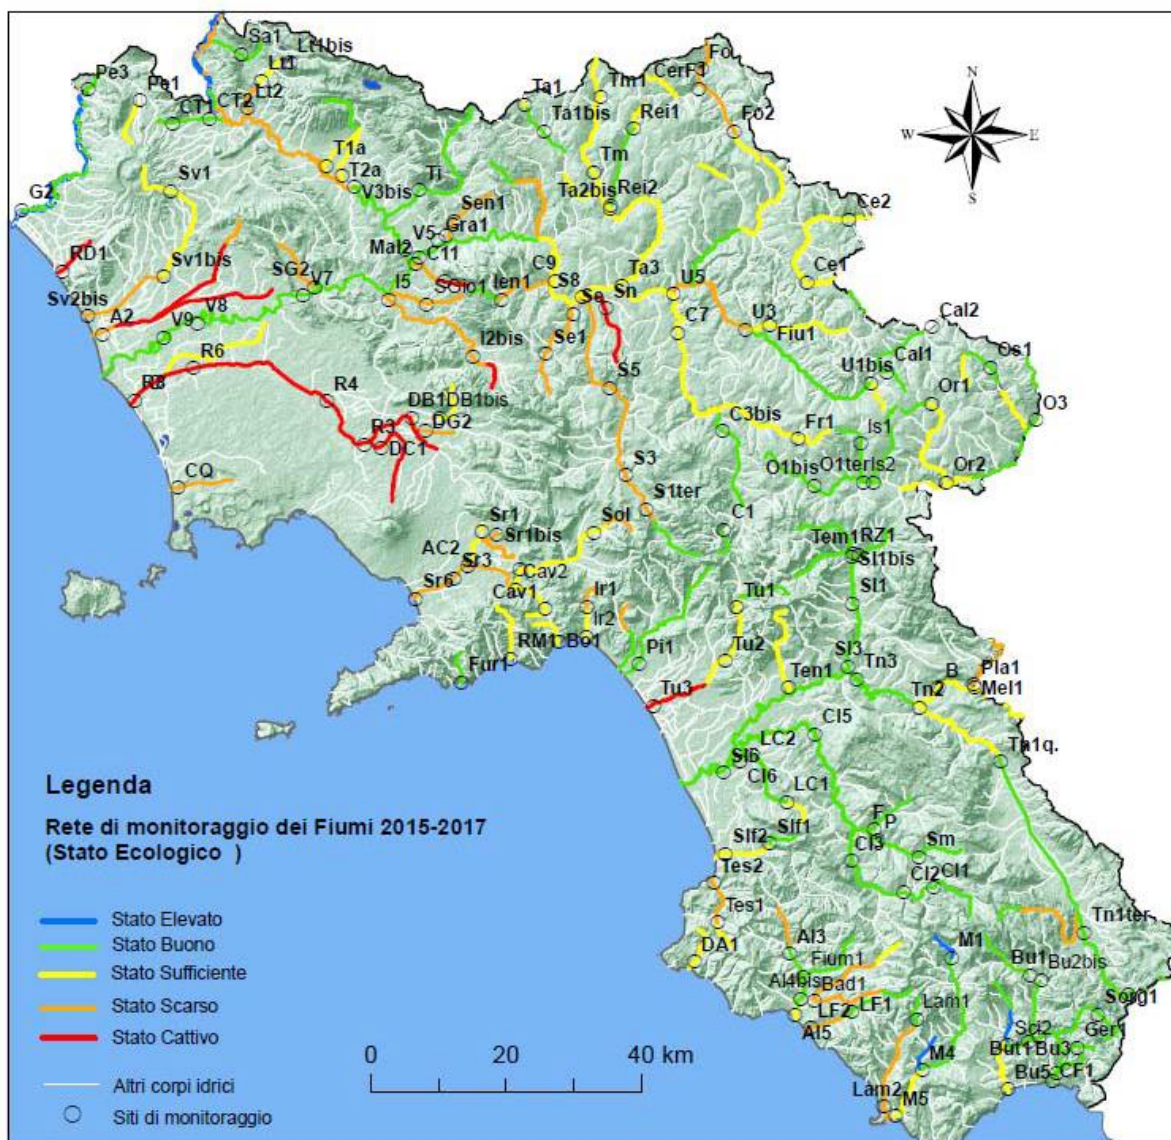 Fo
Sa1
Lt1bis
Lt1
CerF1
Pe3
Pe1
Lt2
Ta1
Tm1
N
CT1
CT2
Ta1bis
Rei1
Fo2
W
E
T1a
T2a
Tm
S
Sv1
V3bis
Ti
Ta2bis
Rei2
G2
Sen1
Gra1
Ce2
V5
Mal2
C11
RD1
Sv1bis
SG2
V7
I5
Ien1
C9
S8
Ta3
Sn
U5
Ce1
Sv2bis
A2
V8
V9
Se
C7
U3
Fiu1
Cal2
R6
I2bis
Se1
Cal1
Os1
U1bis
S5
Or1
R4
DB1
DB1bis
C3bis
O3
R3
DG2
Fr1
Is1
DC1
CQ
S3
O1bis
O1ter
Is2
Or2
S1ter
Sr1
Sr1bis
Sol
C1
Tem1
RZ1
AC2
Sr3
Sl1bis
Cav2
Sr6
Cav1
Ir1
Tu1
Sl1
Ir2
RM1
Bo1
Tu2
Sl3
Fur1
Pi1
Tn3
Ten1
B
Pla1
Mel1
Tu3
Tn2
Cl5
LC2
Tn1q.
Sl6
Cl6
LC1
F
P
Slf1
Slf2
Cl3
Sm
Tes2
Cl2
Cl1
Tes1
Tn1ter
Al3
M1
DA1
Fium1
Bu1
Bu2bis
Al4bis
Bad1
Sorg1
LF2
LF1
Lam1
Al5
Sci2
Ger1
But1
Bu3
M4
Bu5
CF1
Lam2
M5
Legenda
Rete di monitoraggio dei Fiumi 2015-2017
(Stato Ecologico )
Stato Elevato
Stato Buono
Stato Sufficiente
Stato Scarso
Stato Cattivo
Altri corpi idrici
Siti di monitoraggio
0 20 40 km